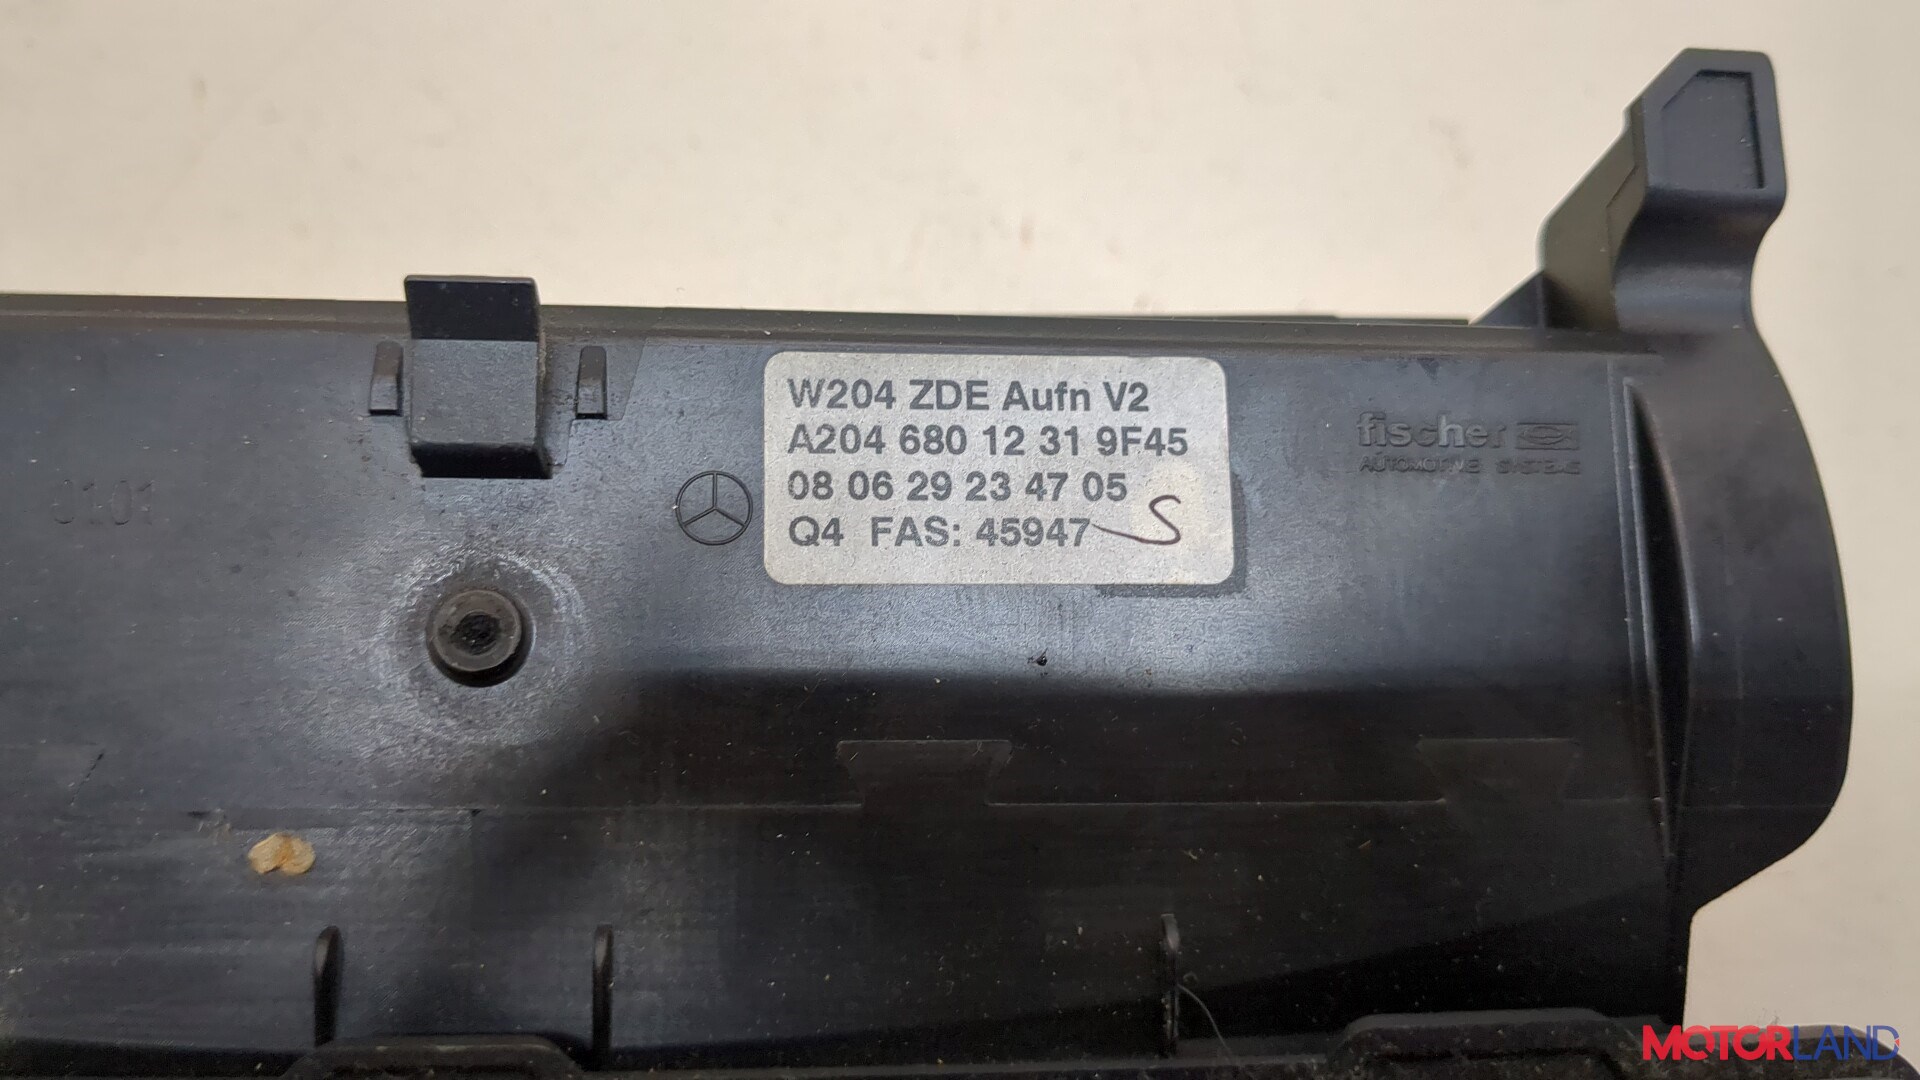 W204 ZDE Aufn V2
A204 680 12 31 9F45
08 06 29 23 47 05
Q4 FAS: 45947 S
fischer
AUTOMOTIVE SYSTEMS
0101
MOTORLAND